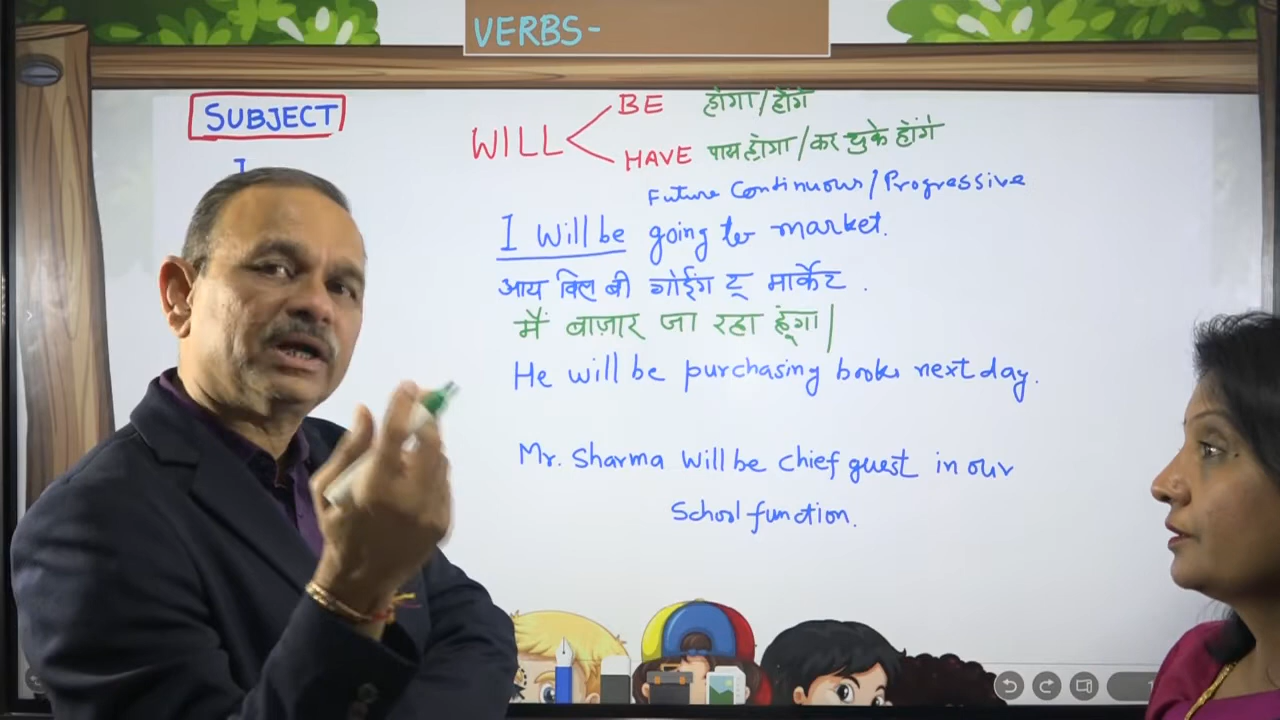 VERBS-
SUBJECT
I
WILL
BE होगा/होंगे
HAVE पाय होगा/कर चुके होंगे
Future Continuous/Progressive
I Will be going to market.
आय विल बी गोईंग टू मार्केट .
मैं बाज़ार जा रहा हूंगा|
He will be purchasing books next day.
Mr. Sharma will be chief guest in our
School function.